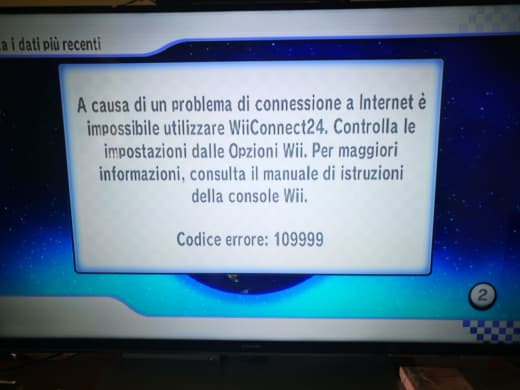 a i dati più recenti
A causa di un problema di connessione a Internet è
impossibile utilizzare WiiConnect24. Controlla le
impostazioni dalle Opzioni Wii. Per maggiori
informazioni, consulta il manuale di istruzioni
della console Wii.
Codice errore: 109999
2